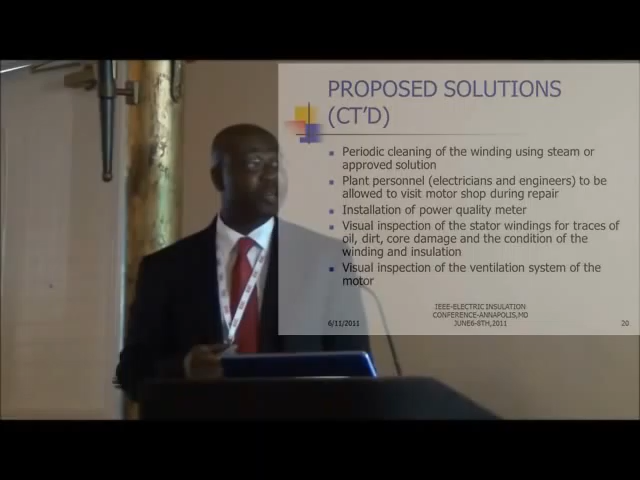 PROPOSED SOLUTIONS
(CT'D)
Periodic cleaning of the winding using steam or
approved solution
Plant personnel (electricians and engineers) to be
allowed to visit motor shop during repair
Installation of power quality meter
Visual inspection of the stator windings for traces of
oil, dirt, core damage and the condition of the
winding and insulation
Visual inspection of the ventilation system of the
motor
6/11/2011
IEEE-ELECTRIC INSULATION
CONFERENCE-ANNAPOLIS,MD
JUNE6-8TH,2011
20